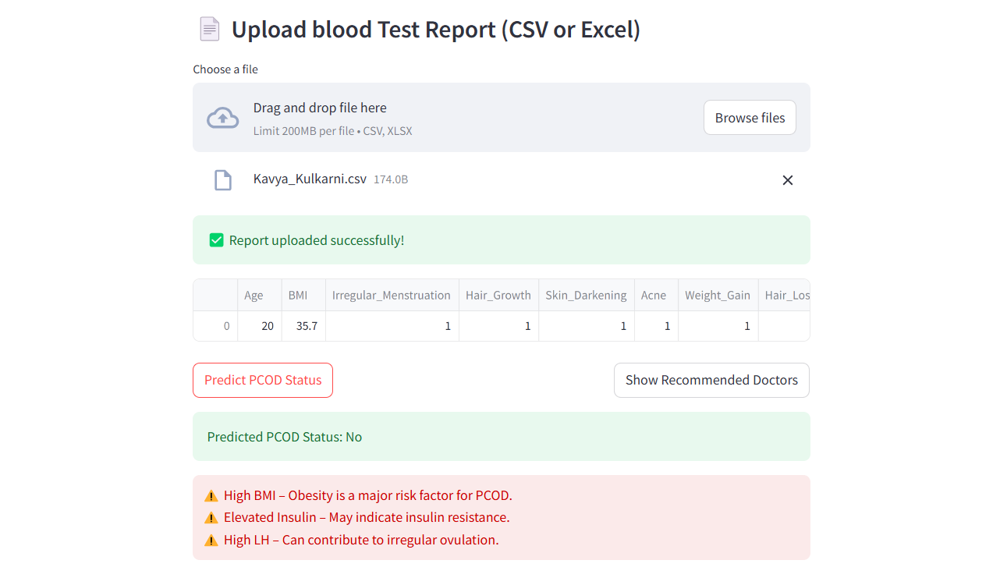 Upload blood Test Report (CSV or Excel)
Choose a file
Drag and drop file here
Limit 200MB per file • CSV, XLSX
Browse files
Kavya_Kulkarni.csv 174.0B
Report uploaded successfully!
Age BMI Irregular_Menstruation Hair_Growth Skin_Darkening Acne Weight_Gain Hair_Los
0 20 35.7 1 1 1 1 1
Predict PCOD Status Show Recommended Doctors
Predicted PCOD Status: No
High BMI – Obesity is a major risk factor for PCOD.
Elevated Insulin – May indicate insulin resistance.
High LH – Can contribute to irregular ovulation.